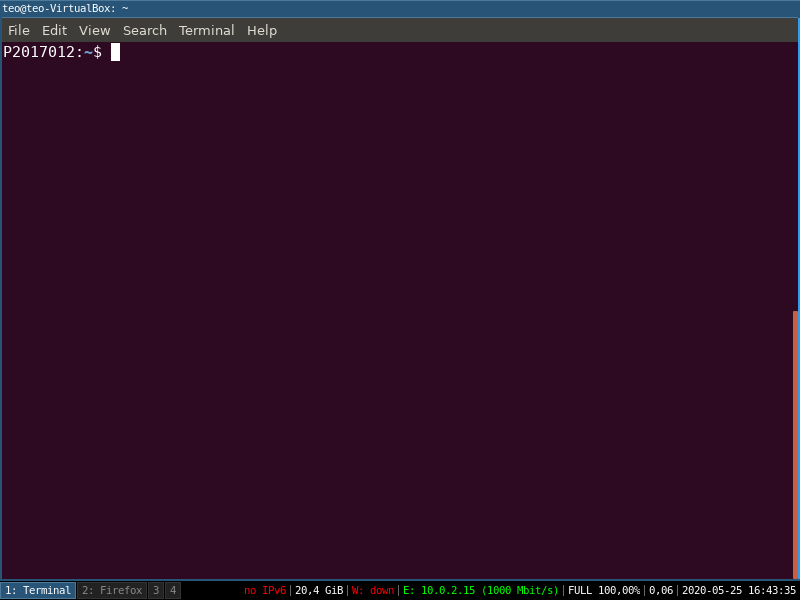 teo@teo-VirtualBox: ~
File Edit View Search Terminal Help
P2017012:~$
1: Terminal 2: Firefox 3 4 no IPv6|20,4 GiB|W: down|E: 10.0.2.15 (1000 Mbit/s)|FULL 100,00%|0,06|2020-05-25 16:43:35